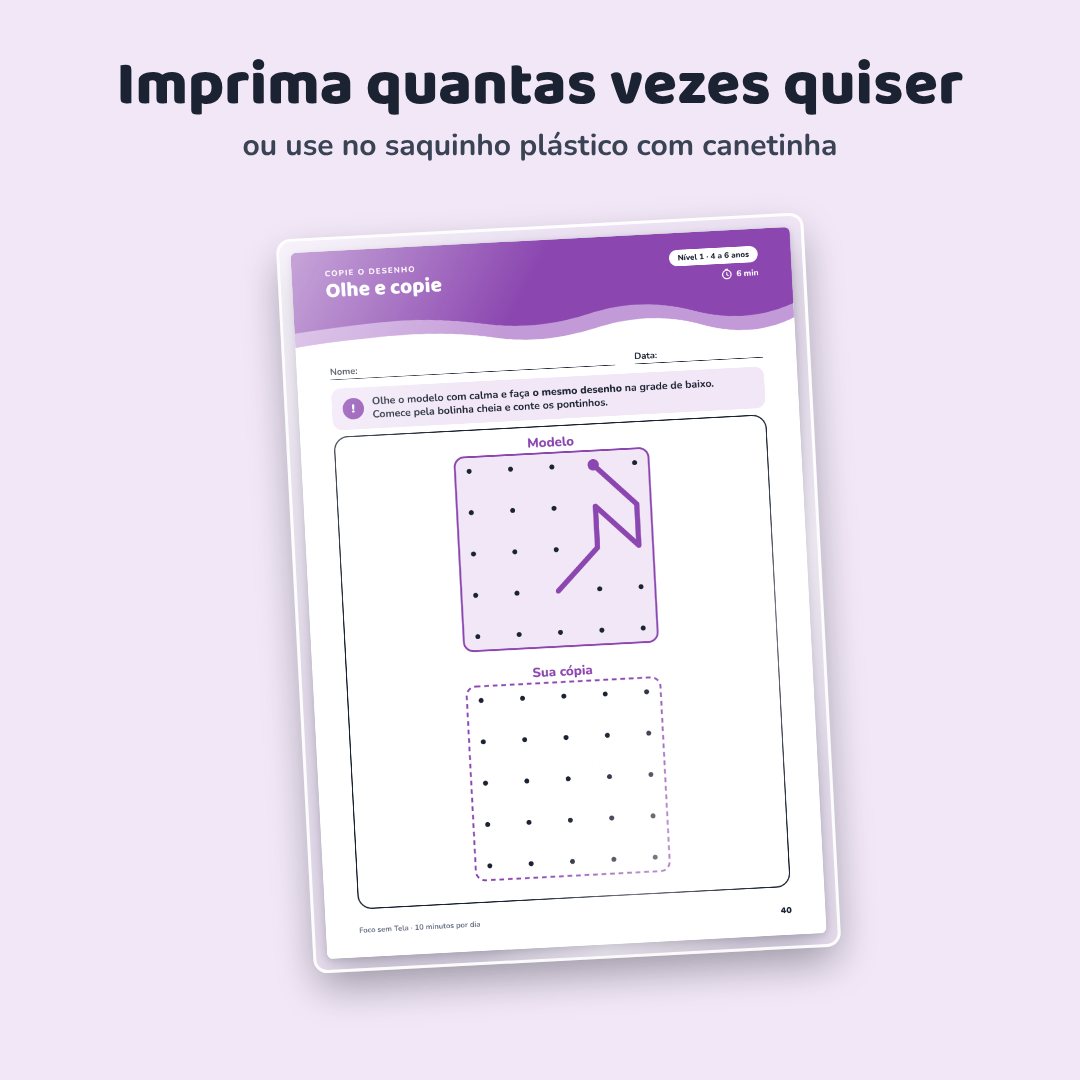 Imprima quantas vezes quiser
ou use no saquinho plástico com canetinha
COPIE O DESENHO
Olhe e copie
Nível 1 · 4 a 6 anos
6 min
Nome:
Data:
!
Olhe o modelo com calma e faça o mesmo desenho na grade de baixo.
Comece pela bolinha cheia e conte os pontinhos.
Modelo
Sua cópia
Foco sem Tela · 10 minutos por dia
40